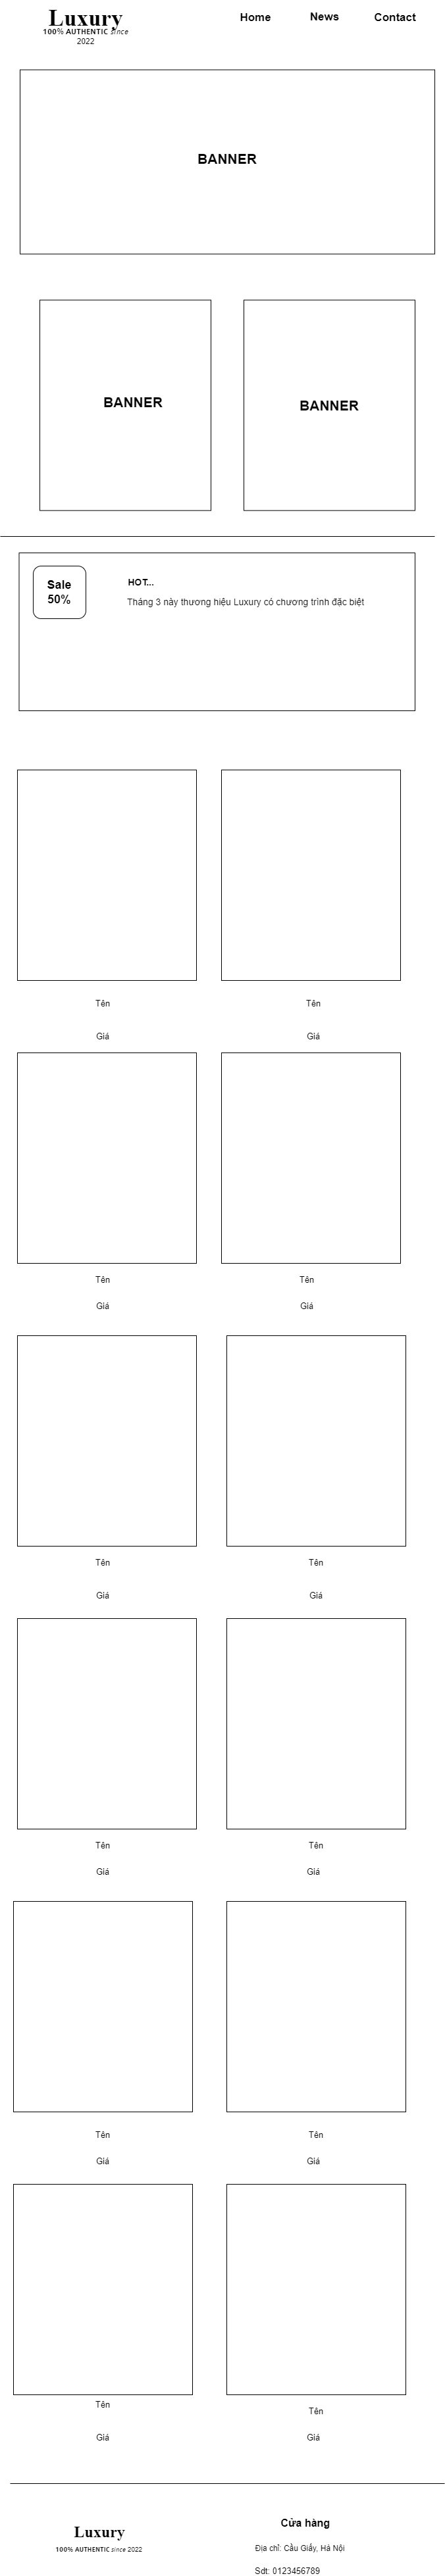 Luxury
Home News Contact
100% AUTHENTIC since
2022
BANNER
BANNER
BANNER
Sale
50%
HOT...
Tháng 3 này thương hiệu Luxury có chương trình đặc biệt
Tên Tên
Giá Giá
Tên Tên
Giá Giá
Tên Tên
Giá Giá
Tên Tên
Giá Giá
Tên Tên
Giá Giá
Tên
Tên
Giá Giá
Luxury
100% AUTHENTIC since 2022
Cửa hàng
Địa chỉ: Cầu Giấy, Hà Nội
Sdt: 0123456789